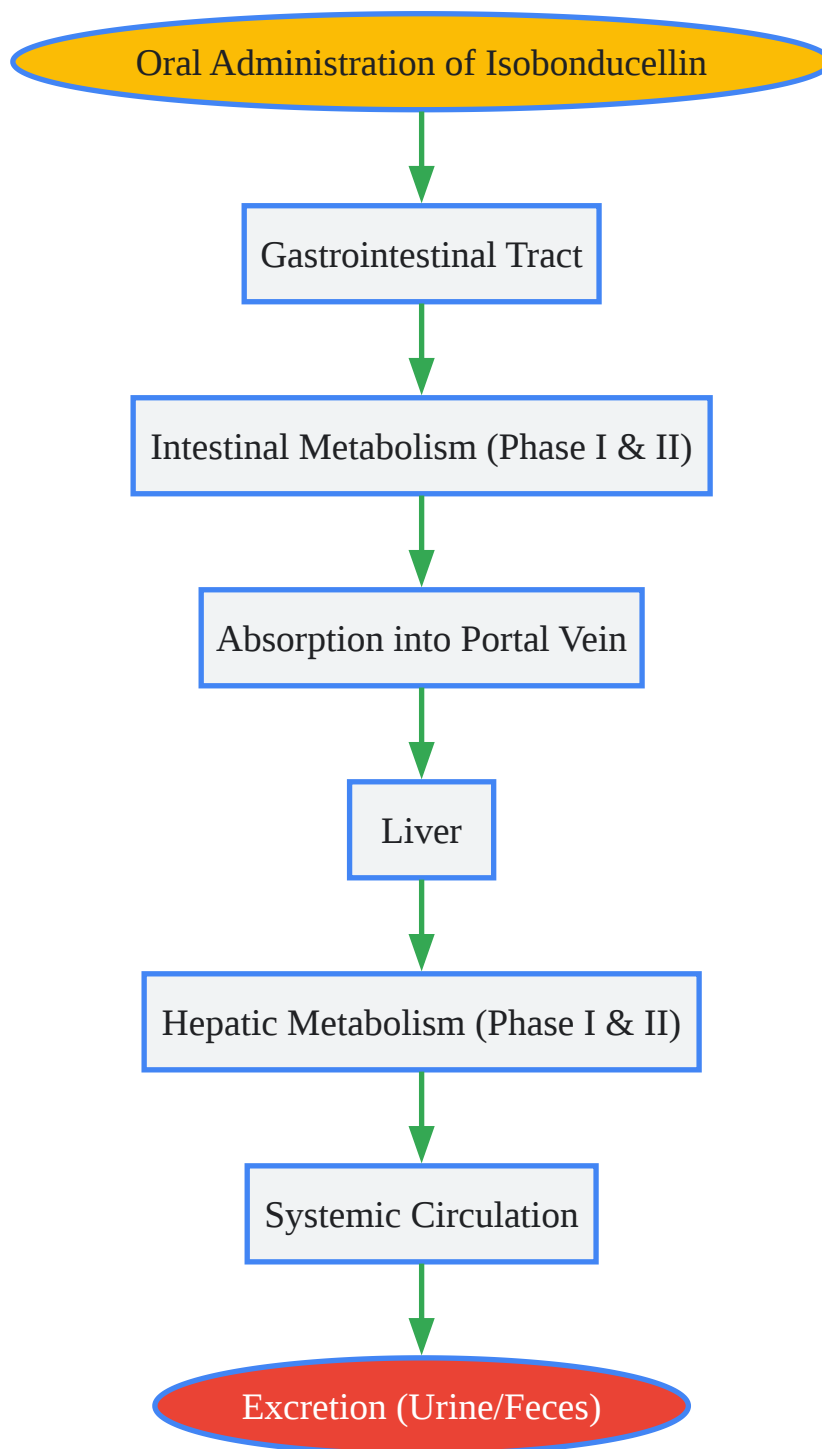 Oral Administration of Isobonducellin
Gastrointestinal Tract
Intestinal Metabolism (Phase I & II)
Absorption into Portal Vein
Liver
Hepatic Metabolism (Phase I & II)
Systemic Circulation
Excretion (Urine/Feces)